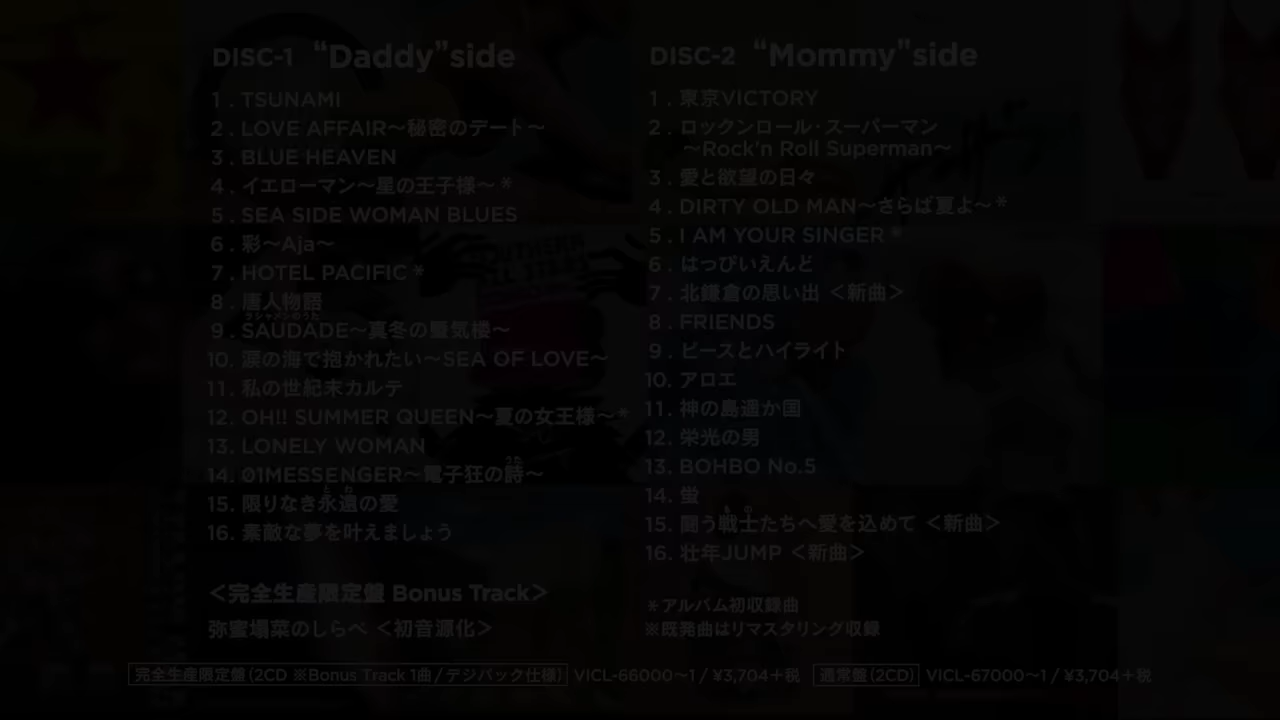 DISC-1 “Daddy”side
1 . TSUNAMI
2 . LOVE AFFAIR～秘密のデート～
3 . BLUE HEAVEN
4 . イエローマン～星の王子様～*
5 . SEA SIDE WOMAN BLUES
6 . 彩～Aja～
7 . HOTEL PACIFIC *
8 . 唐人物語
ラシャメンのうた
9 . SAUDADE～真冬の蜃気楼～
10. 涙の海で抱かれたい～SEA OF LOVE～
11. 私の世紀末カルテ
12. OH!! SUMMER QUEEN～夏の女王様～*
13. LONELY WOMAN
うた
14. 01MESSENGER～電子狂の詩～
とわ
15. 限りなき永遠の愛
16. 素敵な夢を叶えましょう
＜完全生産限定盤 Bonus Track＞
弥蜜塌菜のしらべ ＜初音源化＞
DISC-2 “Mommy”side
1 . 東京VICTORY
2 . ロックンロール・スーパーマン
～Rock'n Roll Superman～
3 . 愛と欲望の日々
4 . DIRTY OLD MAN～さらば夏よ～*
5 . I AM YOUR SINGER *
6 . はっぴいえんど
7 . 北鎌倉の思い出 ＜新曲＞
8 . FRIENDS
9 . ピースとハイライト
10. アロエ
11. 神の島遥か国
12. 栄光の男
13. BOHBO No.5
14. 蛍
もの
15. 闘う戦士たちへ愛を込めて ＜新曲＞
16. 壮年JUMP ＜新曲＞
*アルバム初収録曲
※既発曲はリマスタリング収録
完全生産限定盤(2CD ※Bonus Track 1曲/デジパック仕様) VICL-66000～1 / ¥3,704＋税 通常盤(2CD) VICL-67000～1 / ¥3,704＋税